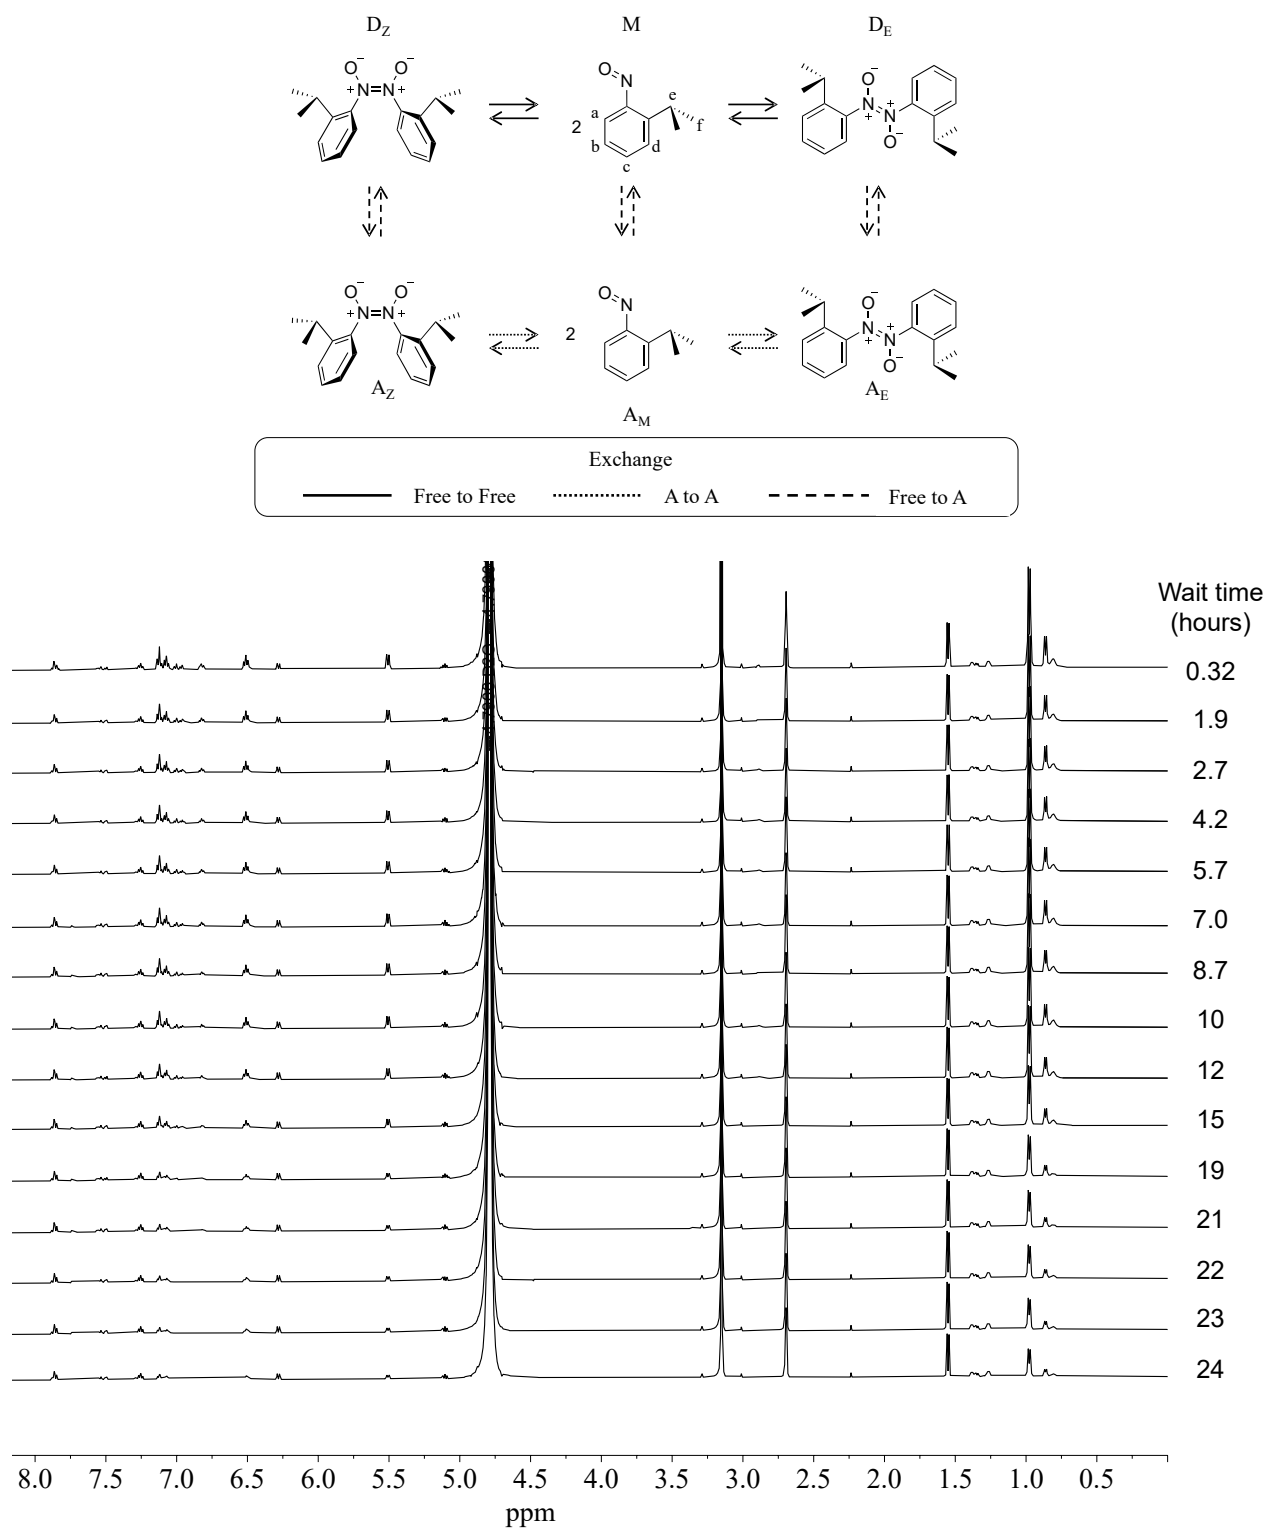 D_Z M D_E
O⁻ O⁻ O O⁻
N⁺=N⁺ N N⁺ N⁺
O⁻
2 a b c d e f
O⁻ O⁻ O O⁻
N⁺=N⁺ 2 N N⁺ N⁺
O⁻
A_Z A_M A_E
Exchange
Free to Free A to A Free to A
Wait time
(hours)
0.32
1.9
2.7
4.2
5.7
7.0
8.7
10
12
15
19
21
22
23
24
8.0 7.5 7.0 6.5 6.0 5.5 5.0 4.5 4.0 3.5 3.0 2.5 2.0 1.5 1.0 0.5
ppm